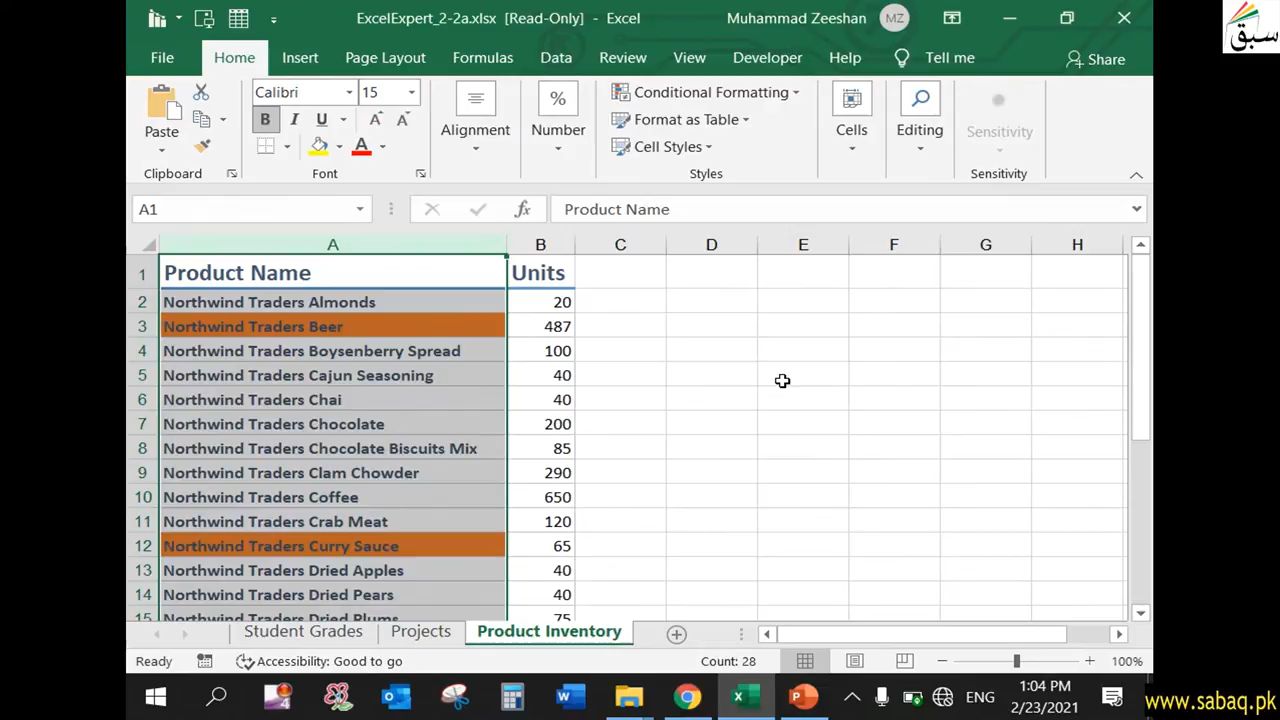 ExcelExpert_2-2a.xlsx [Read-Only] - Excel
Muhammad Zeeshan MZ
سبق
File Home Insert Page Layout Formulas Data Review View Developer Help Tell me Share
Paste
Calibri 15
B I U A A
A
Alignment
%
Number
Conditional Formatting
Format as Table
Cell Styles
Cells
Editing
Sensitivity
Clipboard Font Styles Sensitivity
A1 fx Product Name
A B C D E F G H
1 Product Name Units
2 Northwind Traders Almonds 20
3 Northwind Traders Beer 487
4 Northwind Traders Boysenberry Spread 100
5 Northwind Traders Cajun Seasoning 40
6 Northwind Traders Chai 40
7 Northwind Traders Chocolate 200
8 Northwind Traders Chocolate Biscuits Mix 85
9 Northwind Traders Clam Chowder 290
10 Northwind Traders Coffee 650
11 Northwind Traders Crab Meat 120
12 Northwind Traders Curry Sauce 65
13 Northwind Traders Dried Apples 40
14 Northwind Traders Dried Pears 40
15 Northwind Traders Dried Plums 75
Student Grades Projects Product Inventory
Ready Accessibility: Good to go Count: 28 100%
ENG 1:04 PM
2/23/2021
www.sabaq.pk